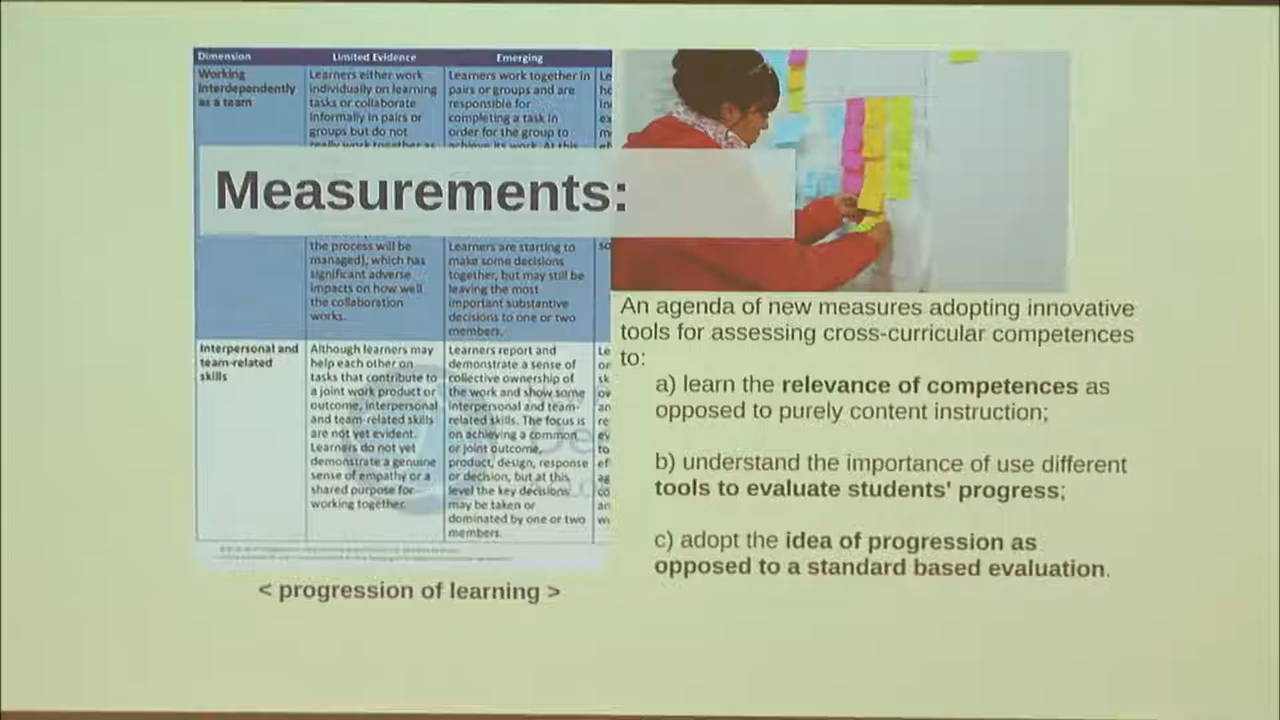 Dimension
Limited Evidence
Emerging
Working
Interdependently
as a team
Learners either work
individually on learning
tasks or collaborate
informally in pairs or
groups but do not
really work together as
Learners work together in
pairs or groups and are
responsible for
completing a task in
order for the group to
achieve its work. At this
Measurements:
the process will be
managed), which has
significant adverse
impacts on how well
the collaboration
works.
Learners are starting to
make some decisions
together, but may still be
leaving the most
important substantive
decisions to one or two
members.
Interpersonal and
team-related
skills
Although learners may
help each other on
tasks that contribute to
a joint work product or
outcome, interpersonal
and team-related skills
are not yet evident.
Learners do not yet
demonstrate a genuine
sense of empathy or a
shared purpose for
working together.
Learners report and
demonstrate a sense of
collective ownership of
the work and show some
interpersonal and team-
related skills. The focus is
on achieving a common
or joint outcome,
product, design, response
or decision, but at this
level the key decisions
may be taken or
dominated by one or two
members.
< progression of learning >
An agenda of new measures adopting innovative
tools for assessing cross-curricular competences
to:
a) learn the relevance of competences as
opposed to purely content instruction;
b) understand the importance of use different
tools to evaluate students' progress;
c) adopt the idea of progression as
opposed to a standard based evaluation.